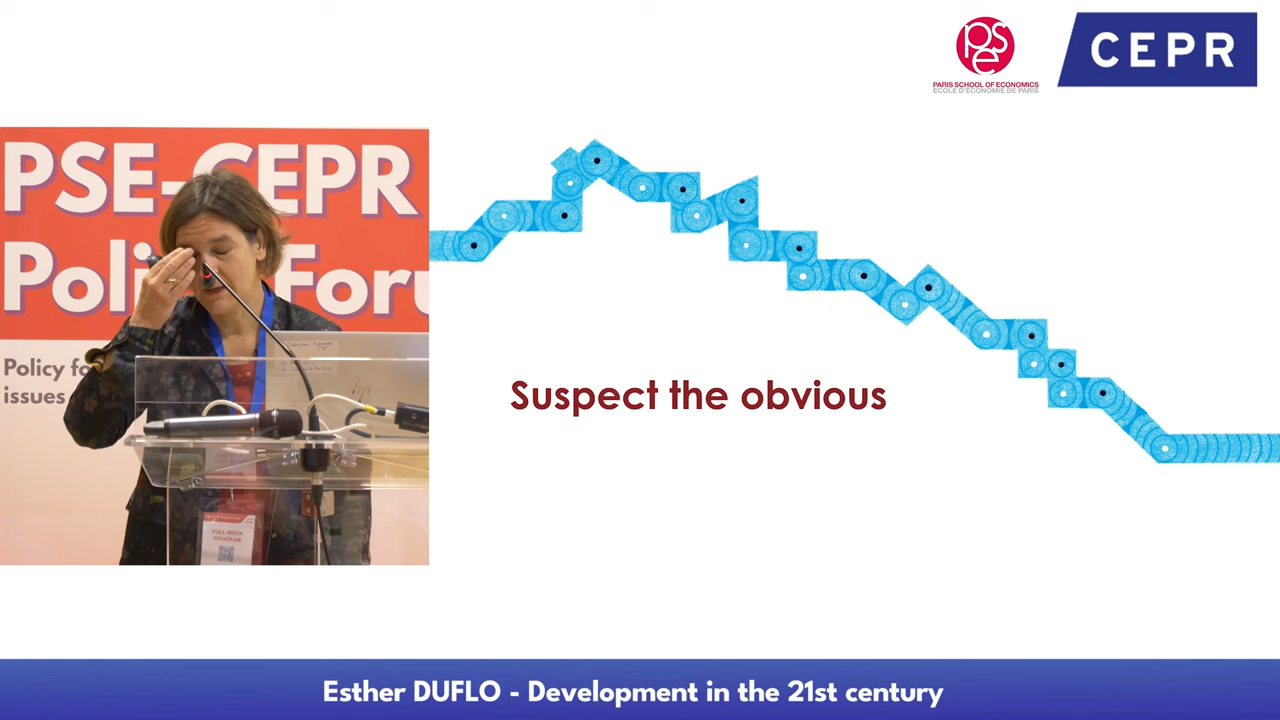 pse
PARIS SCHOOL OF ECONOMICS
ECOLE D'ECONOMIE DE PARIS
CEPR
PSE-CEPR
Poli Foru
Policy fo
issues
FULL WEEK
PROGRAM
Suspect the obvious
Esther DUFLO - Development in the 21st century